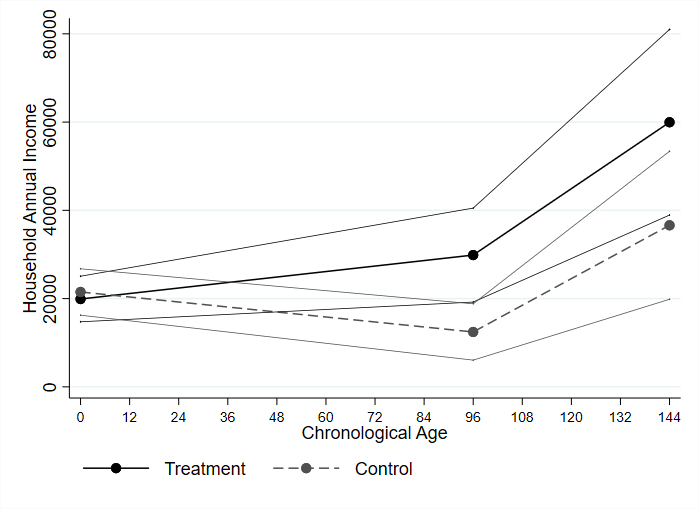 80000
60000
40000
20000
0
Household Annual Income
0 12 24 36 48 60 72 84 96 108 120 132 144
Chronological Age
Treatment Control